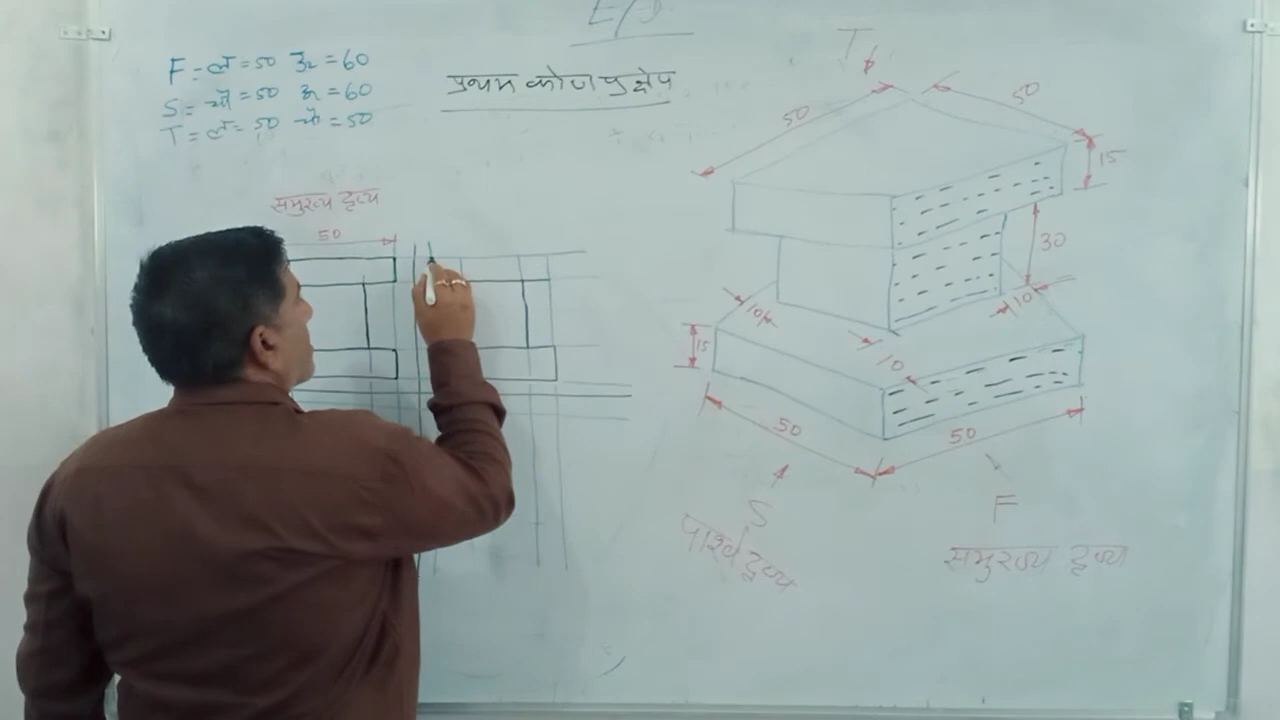 E/D.
F = लं = 50 उं = 60
S = चौ = 50 उं = 60
T = लं = 50 चौ = 50
प्रथम कोण प्रक्षेप
समुख्य दृश्य
50
T
50
50
15
30
10
10
10
15
50
50
S
F
पार्श्व दृश्य
समुख्य दृश्य